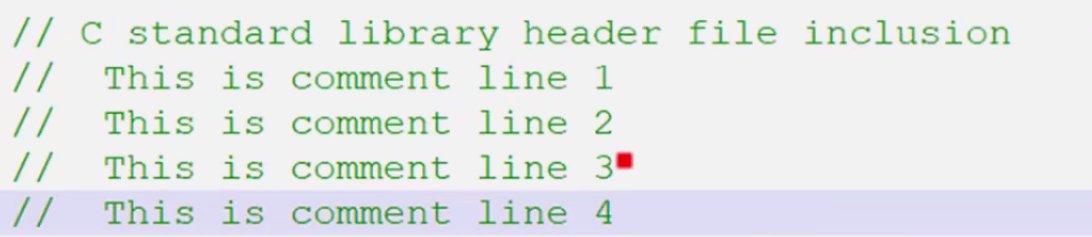 // C standard library header file inclusion
//  This is comment line 1
//  This is comment line 2
//  This is comment line 3
//  This is comment line 4